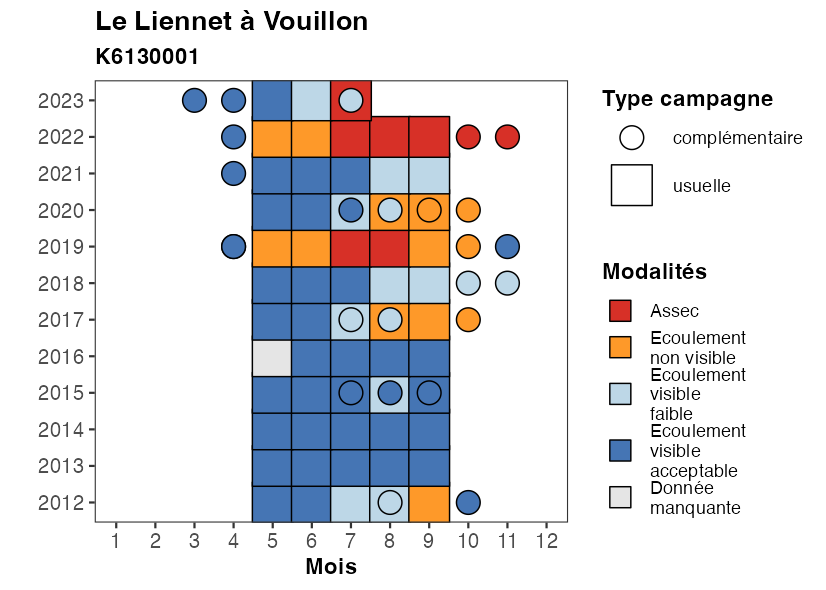 Le Liennet à Vouillon
K6130001
2023
2022
2021
2020
2019
2018
2017
2016
2015
2014
2013
2012
1 2 3 4 5 6 7 8 9 10 11 12
Mois
Type campagne
complémentaire
usuelle
Modalités
Assec
Ecoulement
non visible
Ecoulement
visible
faible
Ecoulement
visible
acceptable
Donnée
manquante